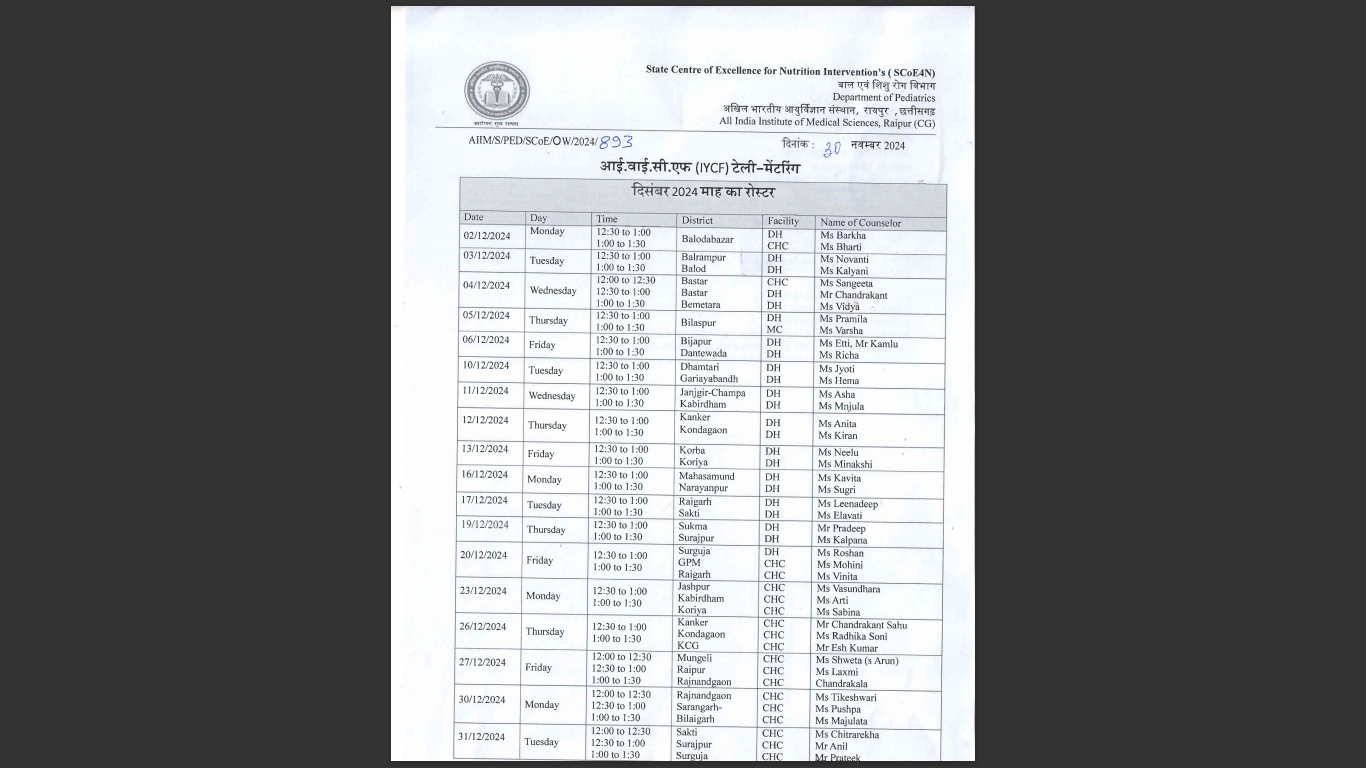 State Centre of Excellence for Nutrition Intervention's ( SCoE4N)
बाल एवं शिशु रोग विभाग
Department of Pediatrics
अखिल भारतीय आयुर्विज्ञान संस्थान, रायपुर ,छत्तीसगढ़
All India Institute of Medical Sciences, Raipur (CG)
AIIM/S/PED/SCoE/OW/2024/893 दिनांक : 30 नवम्बर 2024
आई.वाई.सी.एफ (IYCF) टेली-मेंटरिंग
दिसंबर 2024 माह का रोस्टर
Date Day Time District Facility Name of Counselor
02/12/2024 Monday 12:30 to 1:00 Balodabazar DH Ms Barkha
1:00 to 1:30 CHC Ms Bharti
03/12/2024 Tuesday 12:30 to 1:00 Balrampur DH Ms Novanti
1:00 to 1:30 Balod DH Ms Kalyani
04/12/2024 Wednesday 12:00 to 12:30 Bastar CHC Ms Sangeeta
12:30 to 1:00 Bastar DH Mr Chandrakant
1:00 to 1:30 Bemetara DH Ms Vidya
05/12/2024 Thursday 12:30 to 1:00 Bilaspur DH Ms Pramila
1:00 to 1:30 MC Ms Varsha
06/12/2024 Friday 12:30 to 1:00 Bijapur DH Ms Etti, Mr Kamlu
1:00 to 1:30 Dantewada DH Ms Richa
10/12/2024 Tuesday 12:30 to 1:00 Dhamtari DH Ms Jyoti
1:00 to 1:30 Gariayabandh DH Ms Hema
11/12/2024 Wednesday 12:30 to 1:00 Janjgir-Champa DH Ms Asha
1:00 to 1:30 Kabirdham DH Ms Mnjula
12/12/2024 Thursday 12:30 to 1:00 Kanker DH Ms Anita
1:00 to 1:30 Kondagaon DH Ms Kiran
13/12/2024 Friday 12:30 to 1:00 Korba DH Ms Neelu
1:00 to 1:30 Koriya DH Ms Minakshi
16/12/2024 Monday 12:30 to 1:00 Mahasamund DH Ms Kavita
1:00 to 1:30 Narayanpur DH Ms Sugri
17/12/2024 Tuesday 12:30 to 1:00 Raigarh DH Ms Leenadeep
1:00 to 1:30 Sakti DH Ms Elavati
19/12/2024 Thursday 12:30 to 1:00 Sukma DH Mr Pradeep
1:00 to 1:30 Surajpur DH Ms Kalpana
20/12/2024 Friday 12:30 to 1:00 Surguja DH Ms Roshan
1:00 to 1:30 GPM CHC Ms Mohini
Raigarh CHC Ms Vinita
23/12/2024 Monday 12:30 to 1:00 Jashpur CHC Ms Vasundhara
1:00 to 1:30 Kabirdham CHC Ms Arti
Koriya CHC Ms Sabina
26/12/2024 Thursday 12:30 to 1:00 Kanker CHC Mr Chandrakant Sahu
1:00 to 1:30 Kondagaon CHC Ms Radhika Soni
KCG CHC Mr Esh Kumar
27/12/2024 Friday 12:00 to 12:30 Mungeli CHC Ms Shweta (s Arun)
12:30 to 1:00 Raipur CHC Ms Laxmi
1:00 to 1:30 Rajnandgaon CHC Chandrakala
30/12/2024 Monday 12:00 to 12:30 Rajnandgaon CHC Ms Tikeshwari
12:30 to 1:00 Sarangarh- CHC Ms Pushpa
1:00 to 1:30 Bilaigarh CHC Ms Majulata
31/12/2024 Tuesday 12:00 to 12:30 Sakti CHC Ms Chitrarekha
12:30 to 1:00 Surajpur CHC Mr Anil
1:00 to 1:30 Surguja CHC Mr Prateek